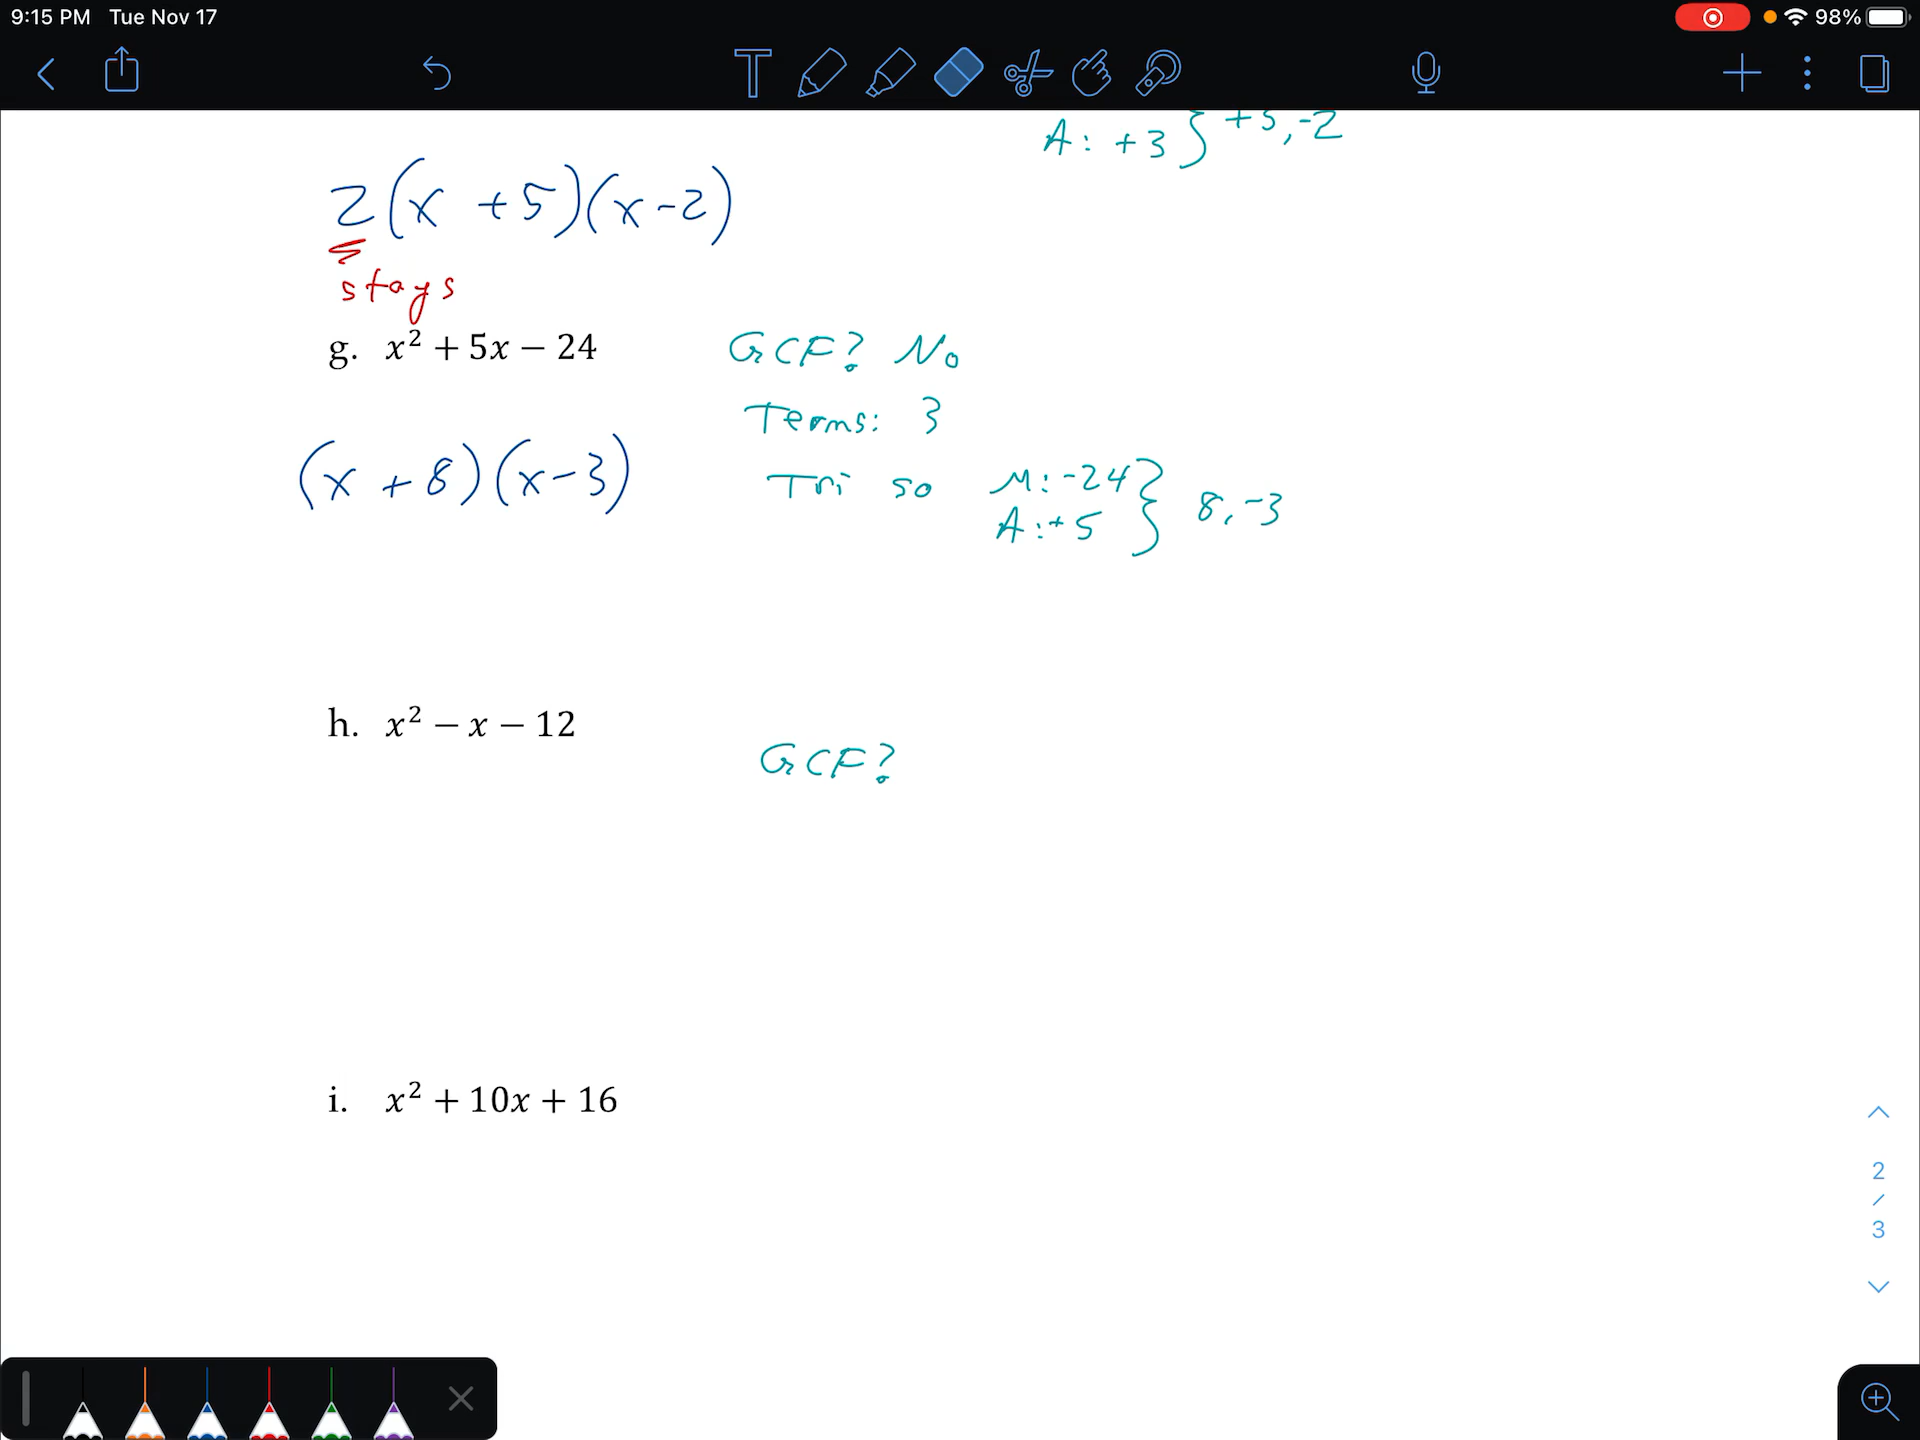 9:15 PM Tue Nov 17
98%
A: +3 } +5, -2
2(x +5)(x-2)
stays
g. x² + 5x − 24
GCF? No
Terms: 3
(x +8)(x-3)
Tri so M: -24 } 8, -3
A: +5
h. x² − x − 12
GCF?
i. x² + 10x + 16
2
/
3